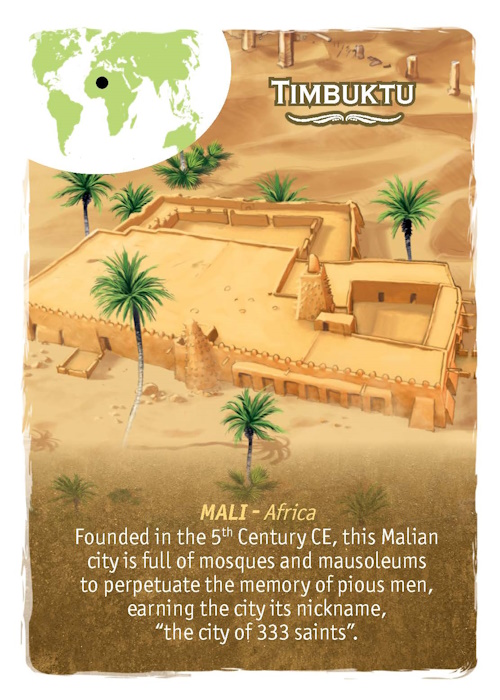 TIMBUKTU
MALI - Africa
Founded in the 5th Century CE, this Malian
city is full of mosques and mausoleums
to perpetuate the memory of pious men,
earning the city its nickname,
“the city of 333 saints”.